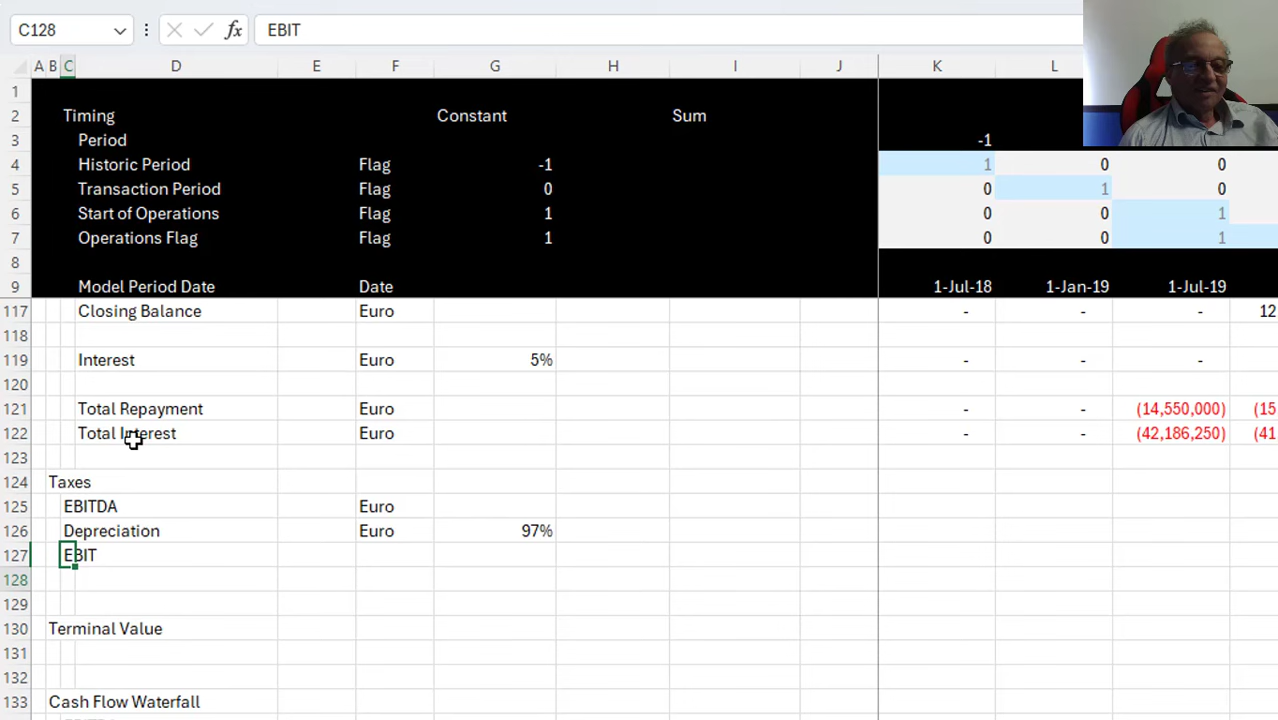 C128 fx EBIT
A B C D E F G H I J K L
1
2 Timing Constant Sum
3 Period -1
4 Historic Period Flag -1 1 0 0
5 Transaction Period Flag 0 0 1 0
6 Start of Operations Flag 1 0 0 1
7 Operations Flag Flag 1 0 0 1
8
9 Model Period Date Date 1-Jul-18 1-Jan-19 1-Jul-19
117 Closing Balance Euro - - - 12
118
119 Interest Euro 5% - - -
120
121 Total Repayment Euro - - (14,550,000) (15
122 Total Interest Euro - - (42,186,250) (41
123
124 Taxes
125 EBITDA Euro
126 Depreciation Euro 97%
127 EBIT
128
129
130 Terminal Value
131
132
133 Cash Flow Waterfall